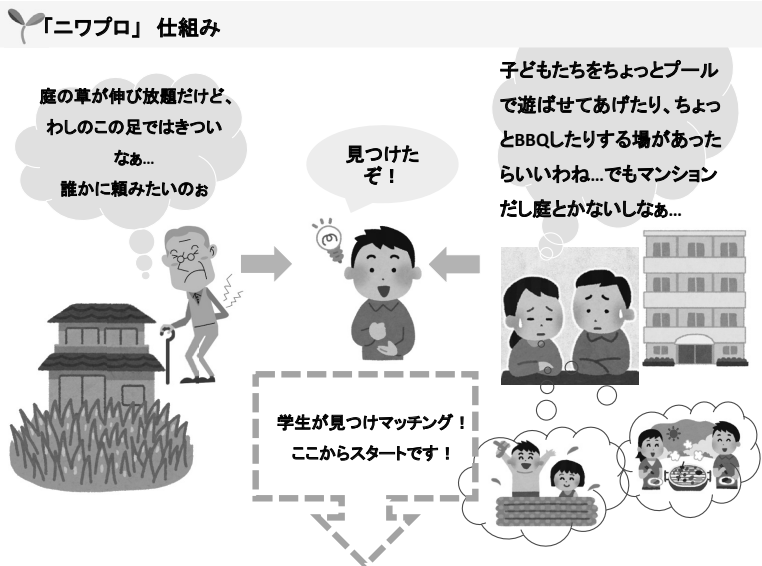 「ニワプロ」 仕組み
庭の草が伸び放題だけど、
わしのこの足ではきつい
なぁ…
誰かに頼みたいのぉ
見つけた
ぞ！
子どもたちをちょっとプール
で遊ばせてあげたり、ちょっ
とBBQしたりする場があった
らいいわね…でもマンション
だし庭とかないしなぁ…
学生が見つけマッチング！
ここからスタートです！